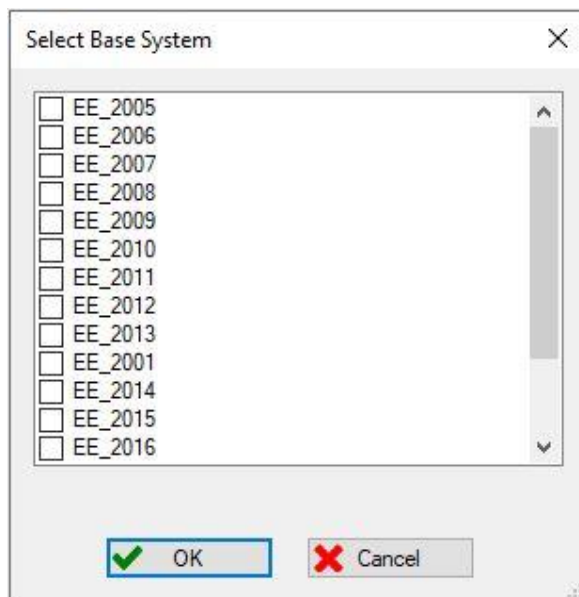 Select Base System
EE_2005
EE_2006
EE_2007
EE_2008
EE_2009
EE_2010
EE_2011
EE_2012
EE_2013
EE_2001
EE_2014
EE_2015
EE_2016
OK
Cancel